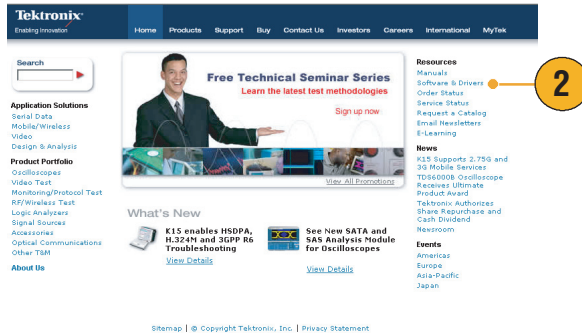 Tektronix
Enabling Innovation
Home Products Support Buy Contact Us Investors Careers International MyTek
Search
Application Solutions
Serial Data
Mobile/Wireless
Video
Design & Analysis
Product Portfolio
Oscilloscopes
Video Test
Monitoring/Protocol Test
RF/Wireless Test
Logic Analyzers
Signal Sources
Accessories
Optical Communications
Other T&M
About Us
Free Technical Seminar Series
Learn the latest test methodologies
Sign up now
View All Promotions
What's New
K15 enables HSDPA,
H.324M and 3GPP R6
Troubleshooting
View Details
See New SATA and
SAS Analysis Module
for Oscilloscopes
View Details
Resources
Manuals
Software & Drivers
Order Status
Service Status
Request a Catalog
Email Newsletters
E-Learning
News
K15 Supports 2.75G and
3G Mobile Services
TDS6000B Oscilloscope
Receives Ultimate
Product Award
Tektronix Authorizes
Share Repurchase and
Cash Dividend
Newsroom
Events
Americas
Europe
Asia-Pacific
Japan
2
Sitemap | © Copyright Tektronix, Inc. | Privacy Statement